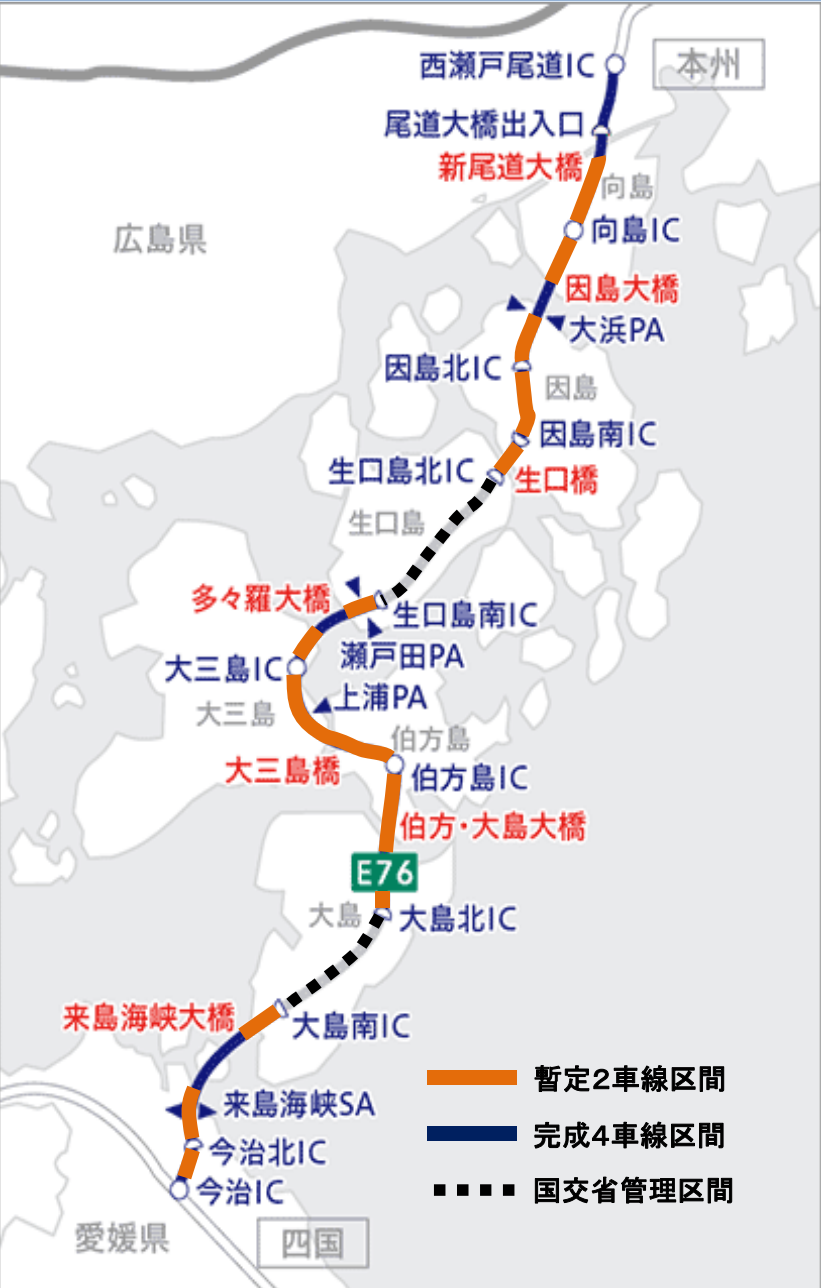 西瀬戸尾道IC
本州
尾道大橋出入口
新尾道大橋
向島
広島県
向島IC
因島大橋
大浜PA
因島北IC
因島
因島南IC
生口島北IC
生口橋
生口島
多々羅大橋
生口島南IC
瀬戸田PA
大三島IC
上浦PA
大三島
伯方島
大三島橋
伯方島IC
伯方・大島大橋
E76
大島
大島北IC
来島海峡大橋
大島南IC
暫定2車線区間
来島海峡SA
完成4車線区間
今治北IC
今治IC
国交省管理区間
愛媛県
四国